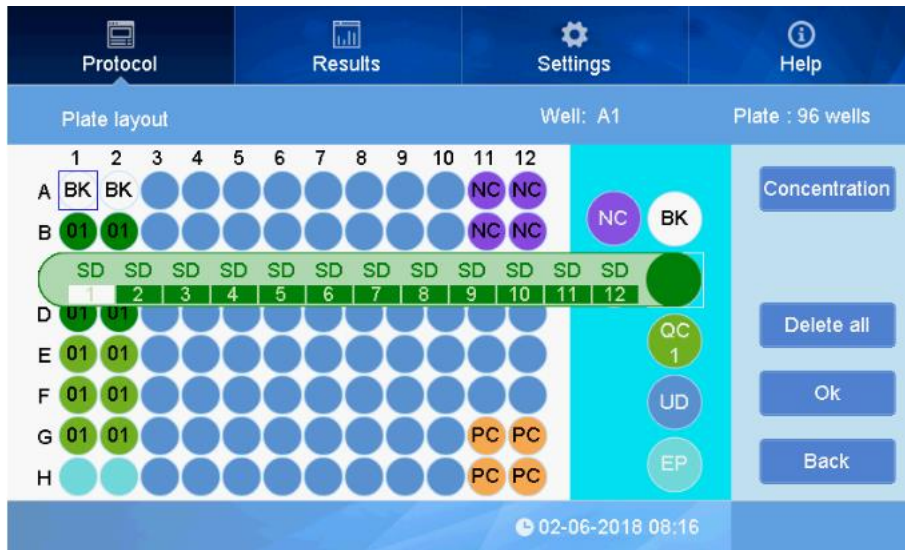 Protocol Results Settings Help
Plate layout Well: A1 Plate : 96 wells
1 2 3 4 5 6 7 8 9 10 11 12
A BK BK NC NC
NC BK
Concentration
B 01 01 NC NC
SD SD SD SD SD SD SD SD SD SD SD SD
1 2 3 4 5 6 7 8 9 10 11 12
D 01 01
QC
1
Delete all
E 01 01
F 01 01
UD
Ok
G 01 01 PC PC
EP
Back
H PC PC
02-06-2018 08:16